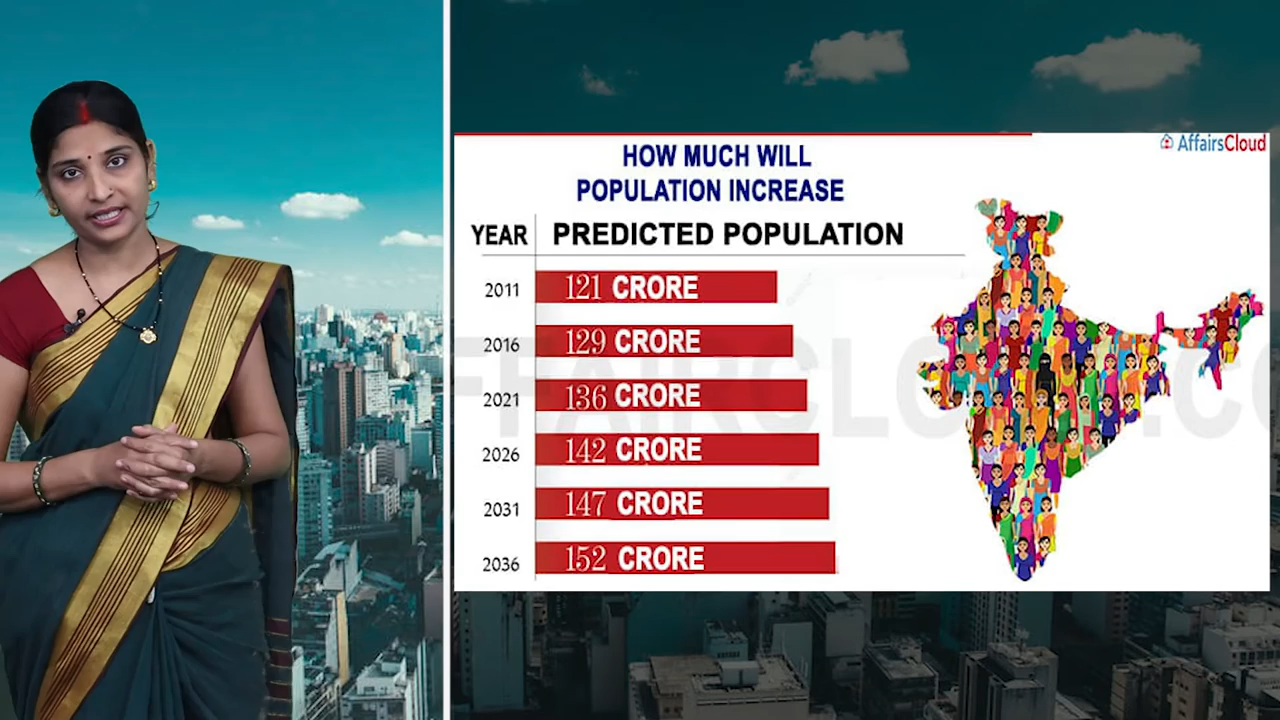 AffairsCloud
HOW MUCH WILL
POPULATION INCREASE
YEAR PREDICTED POPULATION
2011 121 CRORE
2016 129 CRORE
2021 136 CRORE
2026 142 CRORE
2031 147 CRORE
2036 152 CRORE